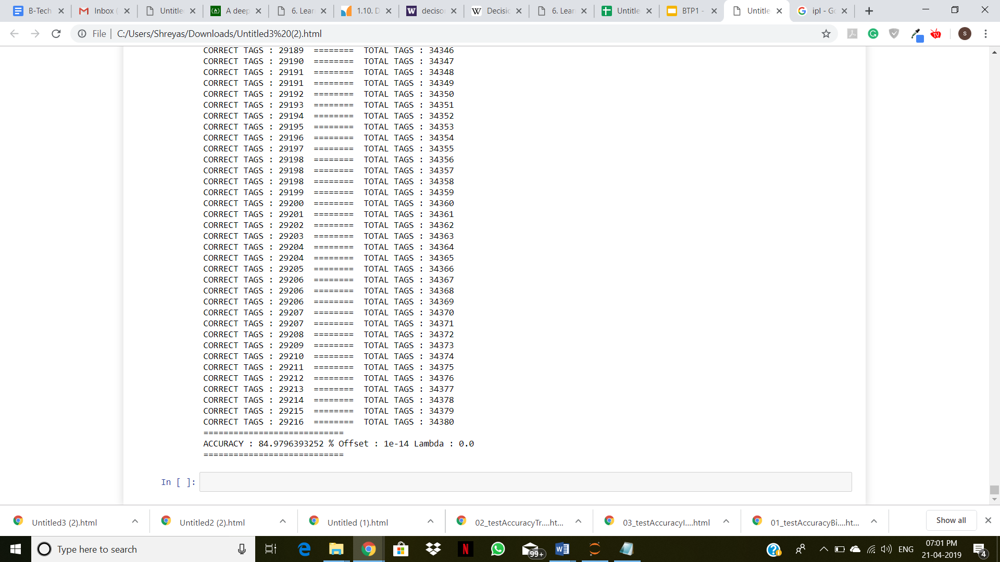 B-Tech
Inbox (
Untitle
A deep
6. Lear
1.10. D
decisor
Decisic
6. Lear
Untitle
BTP1 -
Untitle
ipl - Go
File | C:/Users/Shreyas/Downloads/Untitled3%20(2).html
CORRECT TAGS : 29189 ======== TOTAL TAGS : 34346
CORRECT TAGS : 29190 ======== TOTAL TAGS : 34347
CORRECT TAGS : 29191 ======== TOTAL TAGS : 34348
CORRECT TAGS : 29191 ======== TOTAL TAGS : 34349
CORRECT TAGS : 29192 ======== TOTAL TAGS : 34350
CORRECT TAGS : 29193 ======== TOTAL TAGS : 34351
CORRECT TAGS : 29194 ======== TOTAL TAGS : 34352
CORRECT TAGS : 29195 ======== TOTAL TAGS : 34353
CORRECT TAGS : 29196 ======== TOTAL TAGS : 34354
CORRECT TAGS : 29197 ======== TOTAL TAGS : 34355
CORRECT TAGS : 29198 ======== TOTAL TAGS : 34356
CORRECT TAGS : 29198 ======== TOTAL TAGS : 34357
CORRECT TAGS : 29198 ======== TOTAL TAGS : 34358
CORRECT TAGS : 29199 ======== TOTAL TAGS : 34359
CORRECT TAGS : 29200 ======== TOTAL TAGS : 34360
CORRECT TAGS : 29201 ======== TOTAL TAGS : 34361
CORRECT TAGS : 29202 ======== TOTAL TAGS : 34362
CORRECT TAGS : 29203 ======== TOTAL TAGS : 34363
CORRECT TAGS : 29204 ======== TOTAL TAGS : 34364
CORRECT TAGS : 29204 ======== TOTAL TAGS : 34365
CORRECT TAGS : 29205 ======== TOTAL TAGS : 34366
CORRECT TAGS : 29206 ======== TOTAL TAGS : 34367
CORRECT TAGS : 29206 ======== TOTAL TAGS : 34368
CORRECT TAGS : 29206 ======== TOTAL TAGS : 34369
CORRECT TAGS : 29207 ======== TOTAL TAGS : 34370
CORRECT TAGS : 29207 ======== TOTAL TAGS : 34371
CORRECT TAGS : 29208 ======== TOTAL TAGS : 34372
CORRECT TAGS : 29209 ======== TOTAL TAGS : 34373
CORRECT TAGS : 29210 ======== TOTAL TAGS : 34374
CORRECT TAGS : 29211 ======== TOTAL TAGS : 34375
CORRECT TAGS : 29212 ======== TOTAL TAGS : 34376
CORRECT TAGS : 29213 ======== TOTAL TAGS : 34377
CORRECT TAGS : 29214 ======== TOTAL TAGS : 34378
CORRECT TAGS : 29215 ======== TOTAL TAGS : 34379
CORRECT TAGS : 29216 ======== TOTAL TAGS : 34380
============================
ACCURACY : 84.9796393252 % Offset : 1e-14 Lambda : 0.0
============================
In [ ]:
Untitled3 (2).html
Untitled2 (2).html
Untitled (1).html
02_testAccuracyTr....ht...
03_testAccuracyI....html
01_testAccuracyBi....ht...
Show all
Type here to search
99+
ENG
07:01 PM
21-04-2019
4